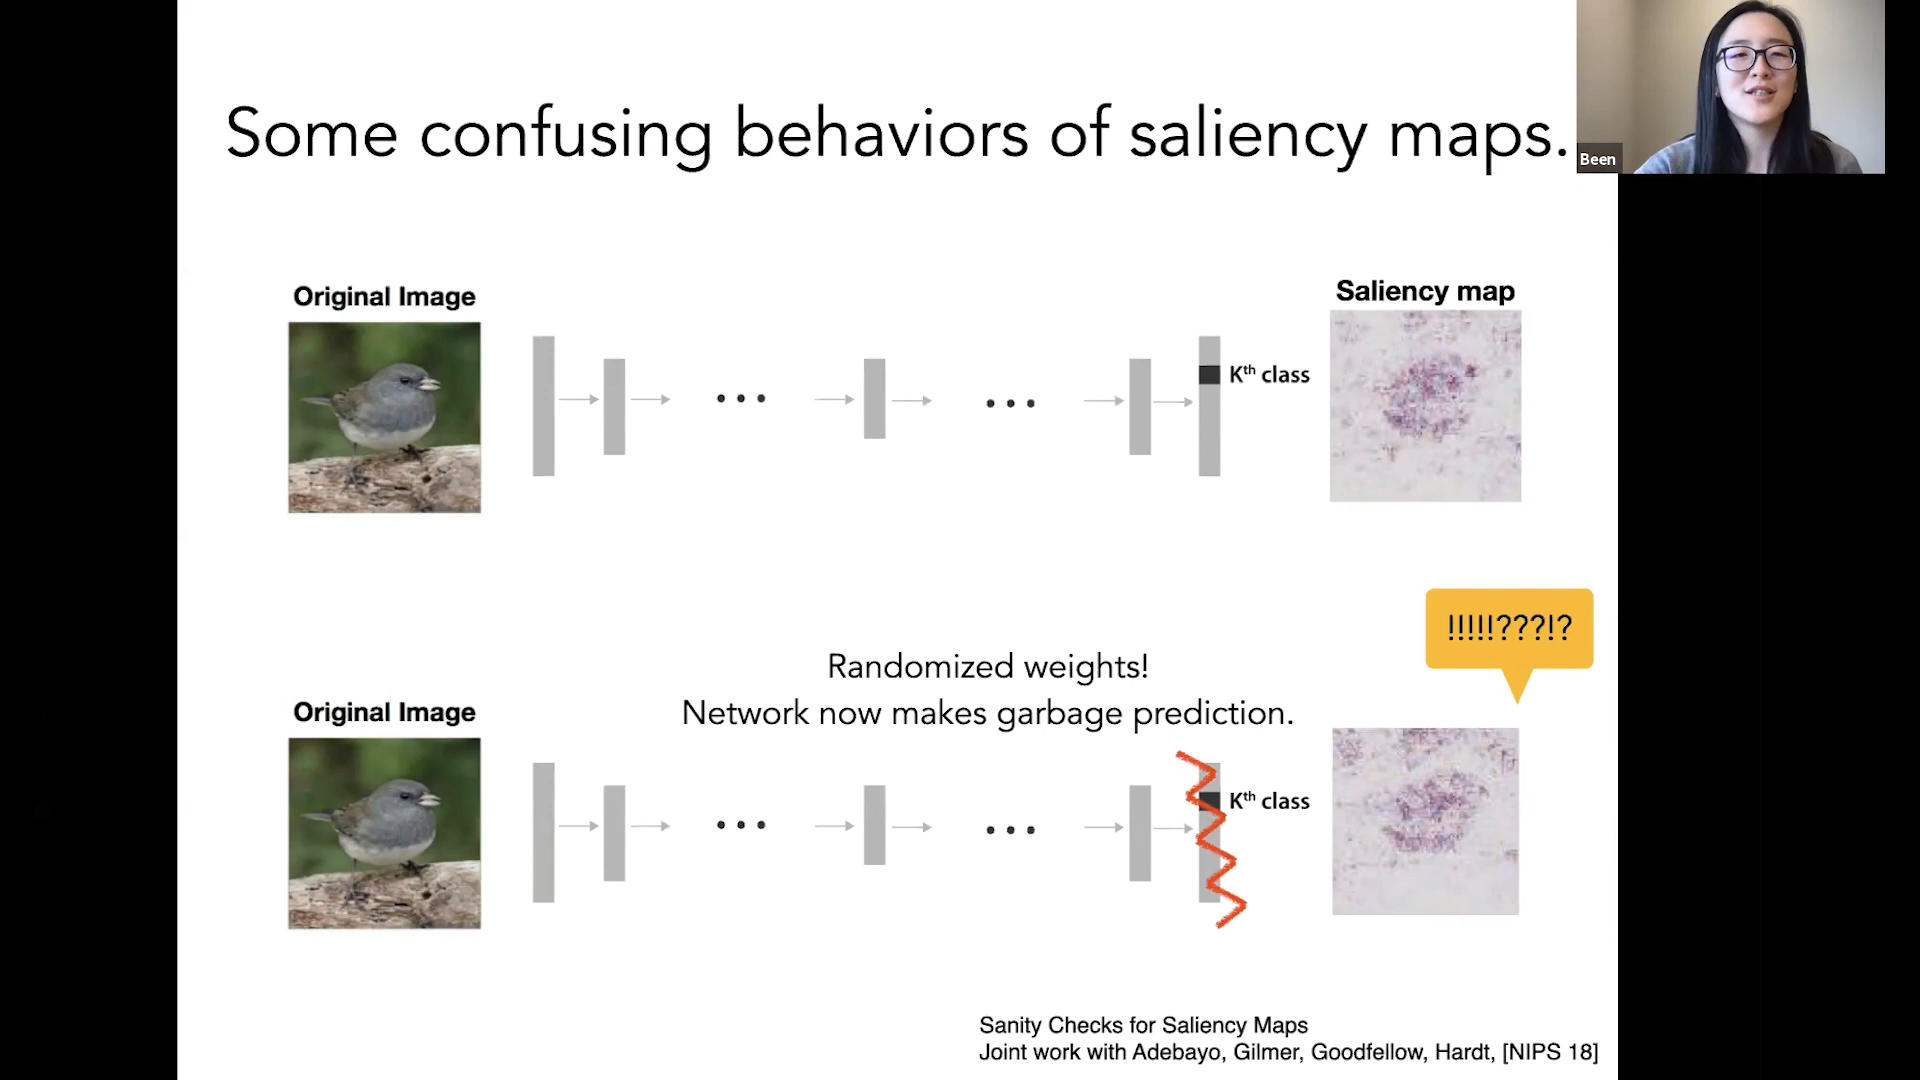 Some confusing behaviors of saliency maps.
Been
Original Image
Saliency map
Kth class
!!!!!???!?
Randomized weights!
Network now makes garbage prediction.
Original Image
Kth class
Sanity Checks for Saliency Maps
Joint work with Adebayo, Gilmer, Goodfellow, Hardt, [NIPS 18]